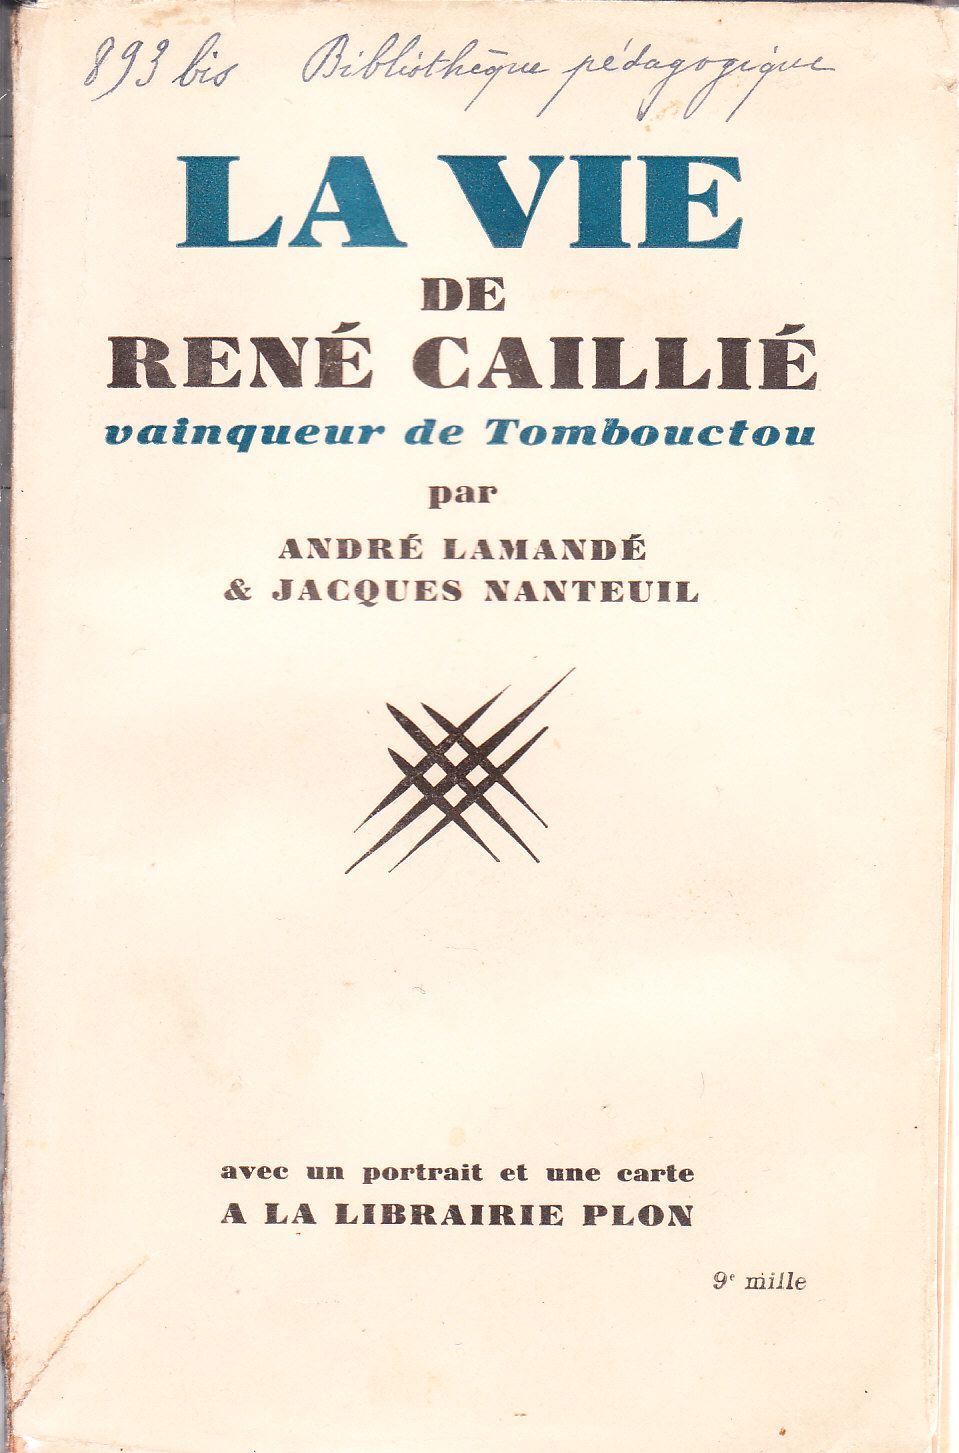 893 bis Bibliothèque pédagogique
LA VIE
DE
RENÉ CAILLIÉ
vainqueur de Tombouctou
par
ANDRÉ LAMANDÉ
& JACQUES NANTEUIL
avec un portrait et une carte
A LA LIBRAIRIE PLON
9e mille